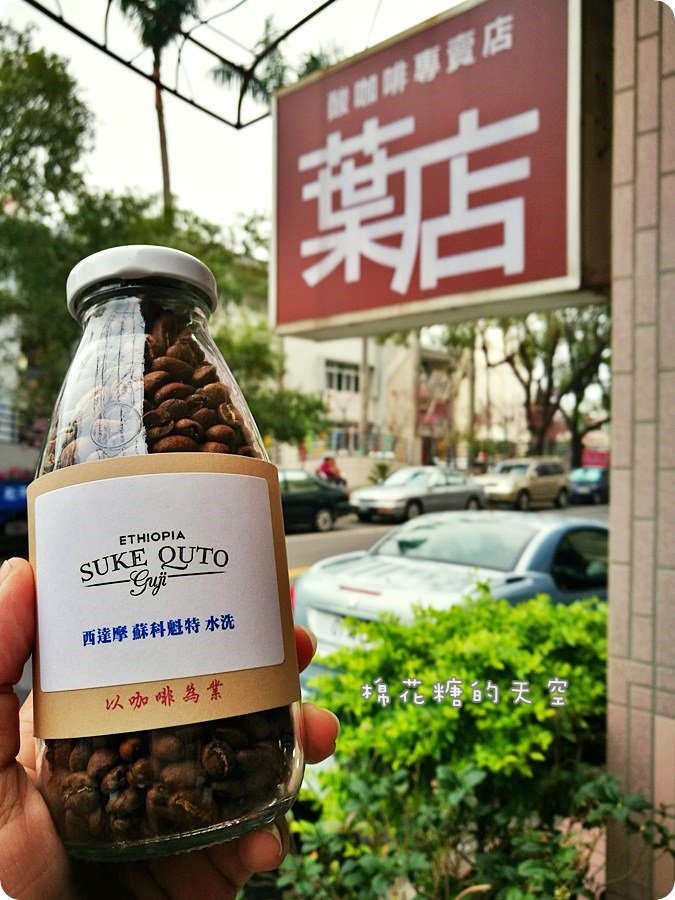 酸咖啡專賣店
葉店
ETHIOPIA
SUKE QUTO
Guji
西達摩 蘇科魁特 水洗
以咖啡為業
棉花糖的天空